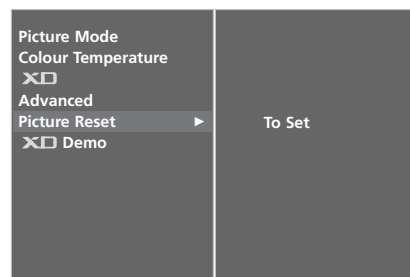 Picture Mode
Colour Temperature
XD
Advanced
Picture Reset ►
To Set
XD Demo